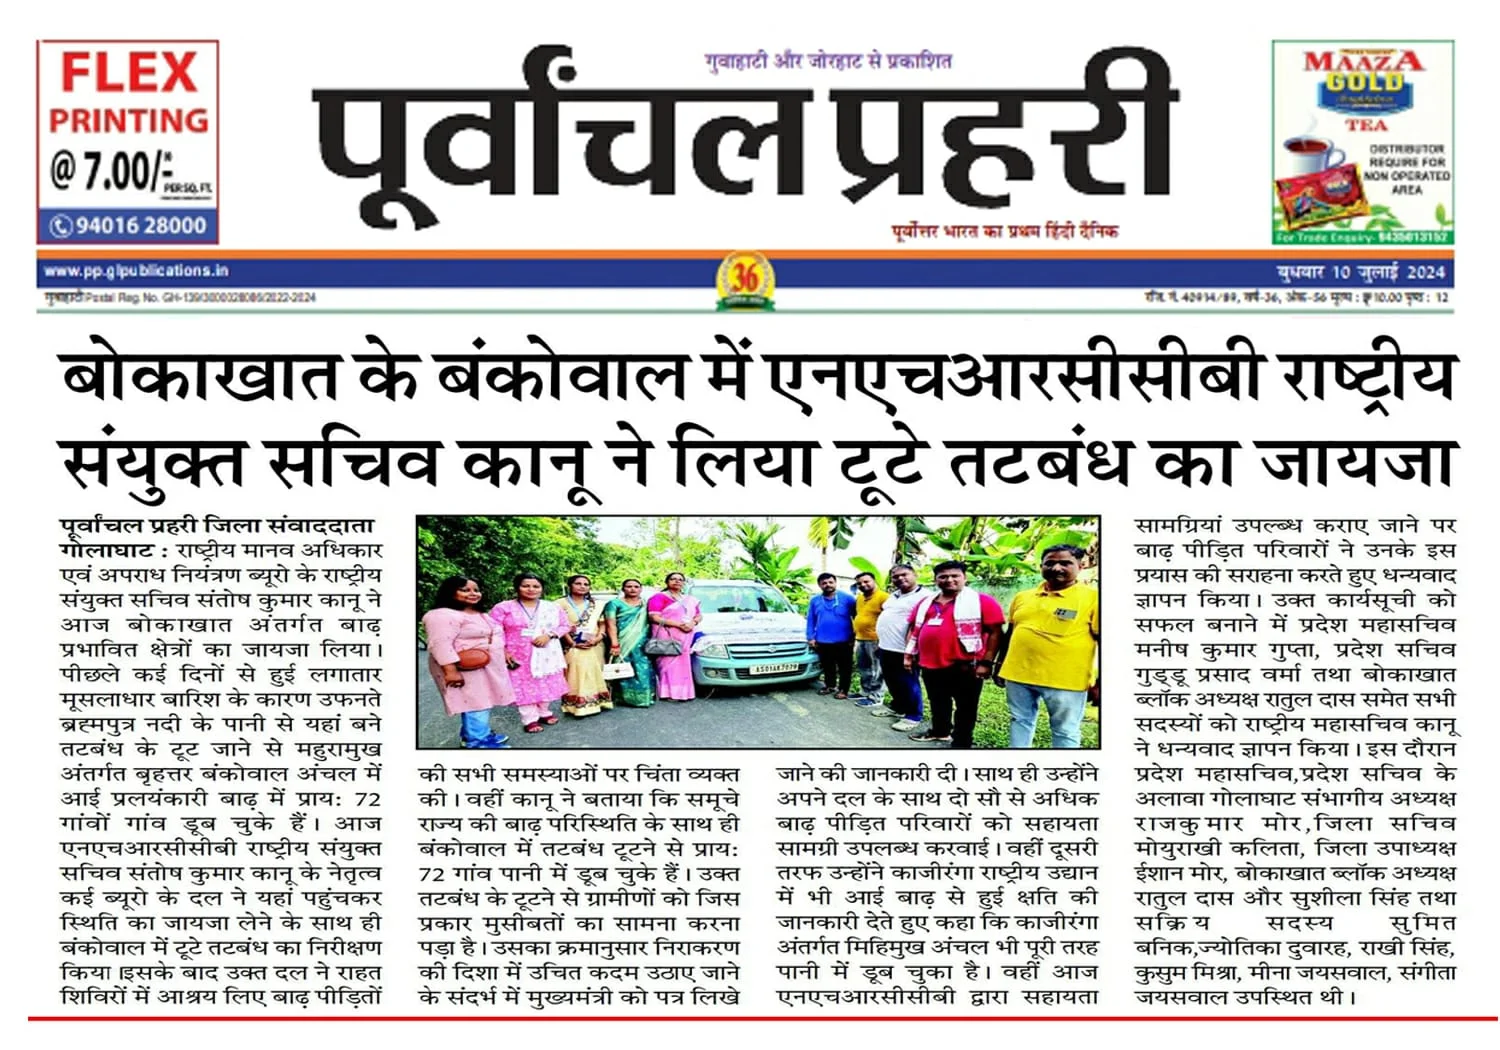 FLEX
PRINTING
@ 7.00/-
PER SQ. FT.
94016 28000
गुवाहाटी और जोरहाट से प्रकाशित
पूर्वांचल प्रहरी
पूर्वोत्तर भारत का प्रथम हिंदी दैनिक
MAAZA
GOLD
TEA
DISTRIBUTOR
REQUIRE FOR
NON OPERATED
AREA
For Trade Enquiry- 9435013152
www.pp.glpublications.in
36
बुधवार 10 जुलाई 2024
गुवाहाटी Postal Reg. No. GH-139/3000028086/2022-2024
रजि. नं. 40914/89, वर्ष-36, अंक-56 मूल्य : रु 10.00 पृष्ठ : 12
बोकाखात के बंकोवाल में एनएचआरसीसीबी राष्ट्रीय
संयुक्त सचिव कानू ने लिया टूटे तटबंध का जायजा
पूर्वांचल प्रहरी जिला संवाददाता
गोलाघाट : राष्ट्रीय मानव अधिकार
एवं अपराध नियंत्रण ब्यूरो के राष्ट्रीय
संयुक्त सचिव संतोष कुमार कानू ने
आज बोकाखात अंतर्गत बाढ़
प्रभावित क्षेत्रों का जायजा लिया।
पीछले कई दिनों से हुई लगातार
मूसलाधार बारिश के कारण उफनते
ब्रह्मपुत्र नदी के पानी से यहां बने
तटबंध के टूट जाने से महुरामुख
अंतर्गत बृहत्तर बंकोवाल अंचल में
आई प्रलयंकारी बाढ़ में प्राय: 72
गांवों गांव डूब चुके हैं। आज
एनएचआरसीसीबी राष्ट्रीय संयुक्त
सचिव संतोष कुमार कानू के नेतृत्व
कई ब्यूरो के दल ने यहां पहुंचकर
स्थिति का जायजा लेने के साथ ही
बंकोवाल में टूटे तटबंध का निरीक्षण
किया।इसके बाद उक्त दल ने राहत
शिविरों में आश्रय लिए बाढ़ पीड़ितों
AS01AK7079
की सभी समस्याओं पर चिंता व्यक्त
की। वहीं कानू ने बताया कि समूचे
राज्य की बाढ़ परिस्थिति के साथ ही
बंकोवाल में तटबंध टूटने से प्राय:
72 गांव पानी में डूब चुके हैं। उक्त
तटबंध के टूटने से ग्रामीणों को जिस
प्रकार मुसीबतों का सामना करना
पड़ा है। उसका क्रमानुसार निराकरण
की दिशा में उचित कदम उठाए जाने
के संदर्भ में मुख्यमंत्री को पत्र लिखे
जाने की जानकारी दी। साथ ही उन्होंने
अपने दल के साथ दो सौ से अधिक
बाढ़ पीड़ित परिवारों को सहायता
सामग्री उपलब्ध करवाई। वहीं दूसरी
तरफ उन्होंने काजीरंगा राष्ट्रीय उद्यान
में भी आई बाढ़ से हुई क्षति की
जानकारी देते हुए कहा कि काजीरंगा
अंतर्गत मिहिमुख अंचल भी पूरी तरह
पानी में डूब चुका है। वहीं आज
एनएचआरसीसीबी द्वारा सहायता
सामग्रियां उपलब्ध कराए जाने पर
बाढ़ पीड़ित परिवारों ने उनके इस
प्रयास की सराहना करते हुए धन्यवाद
ज्ञापन किया। उक्त कार्यसूची को
सफल बनाने में प्रदेश महासचिव
मनीष कुमार गुप्ता, प्रदेश सचिव
गुड्डू प्रसाद वर्मा तथा बोकाखात
ब्लॉक अध्यक्ष रातुल दास समेत सभी
सदस्यों को राष्ट्रीय महासचिव कानू
ने धन्यवाद ज्ञापन किया। इस दौरान
प्रदेश महासचिव,प्रदेश सचिव के
अलावा गोलाघाट संभागीय अध्यक्ष
राजकुमार मोर,जिला सचिव
मोयुराखी कलिता, जिला उपाध्यक्ष
ईशान मोर, बोकाखात ब्लॉक अध्यक्ष
रातुल दास और सुशीला सिंह तथा
सक्रिय सदस्य सुमित
बनिक,ज्योतिका दुवारह, राखी सिंह,
कुसुम मिश्रा, मीना जयसवाल, संगीता
जयसवाल उपस्थित थी।